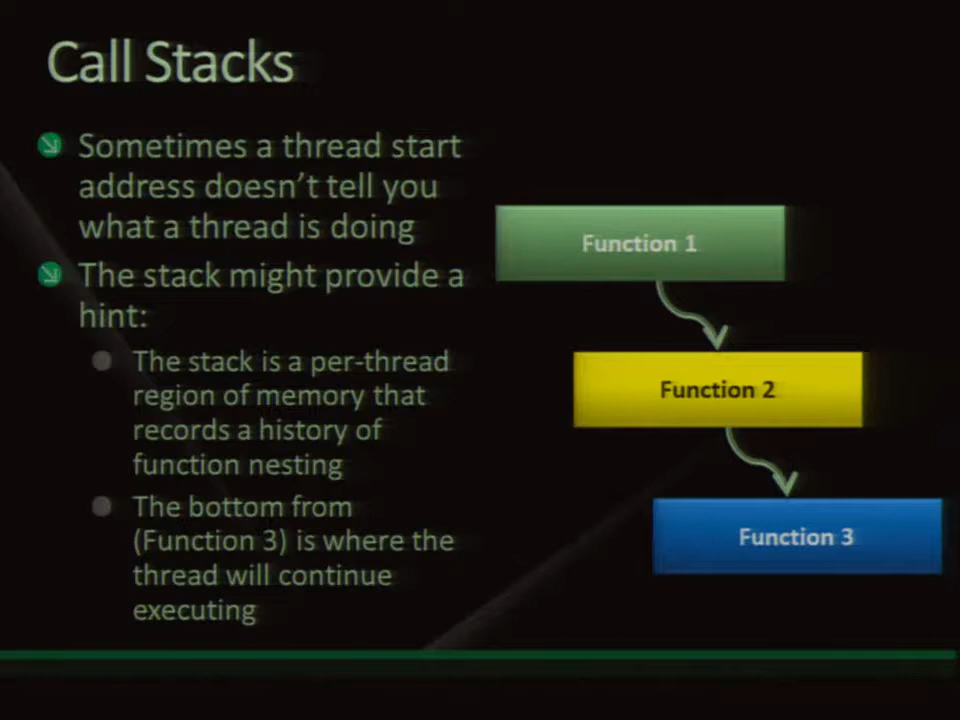 Call Stacks
Sometimes a thread start
address doesn't tell you
what a thread is doing
The stack might provide a
hint:
The stack is a per-thread
region of memory that
records a history of
function nesting
The bottom from
(Function 3) is where the
thread will continue
executing
Function 1
Function 2
Function 3